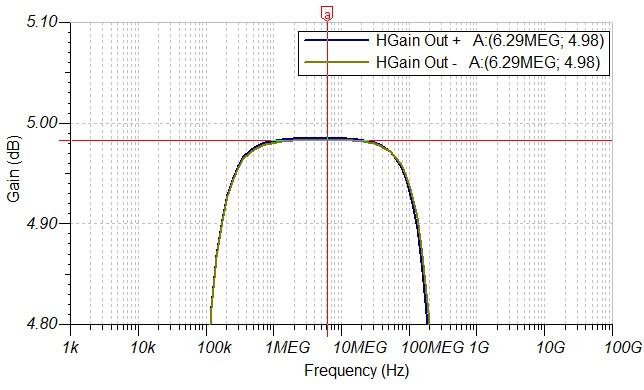 a
5.10
HGain Out + A:(6.29MEG; 4.98)
HGain Out - A:(6.29MEG; 4.98)
5.00
Gain (dB)
4.90
4.80
1k 10k 100k 1MEG 10MEG 100MEG 1G 10G 100G
Frequency (Hz)